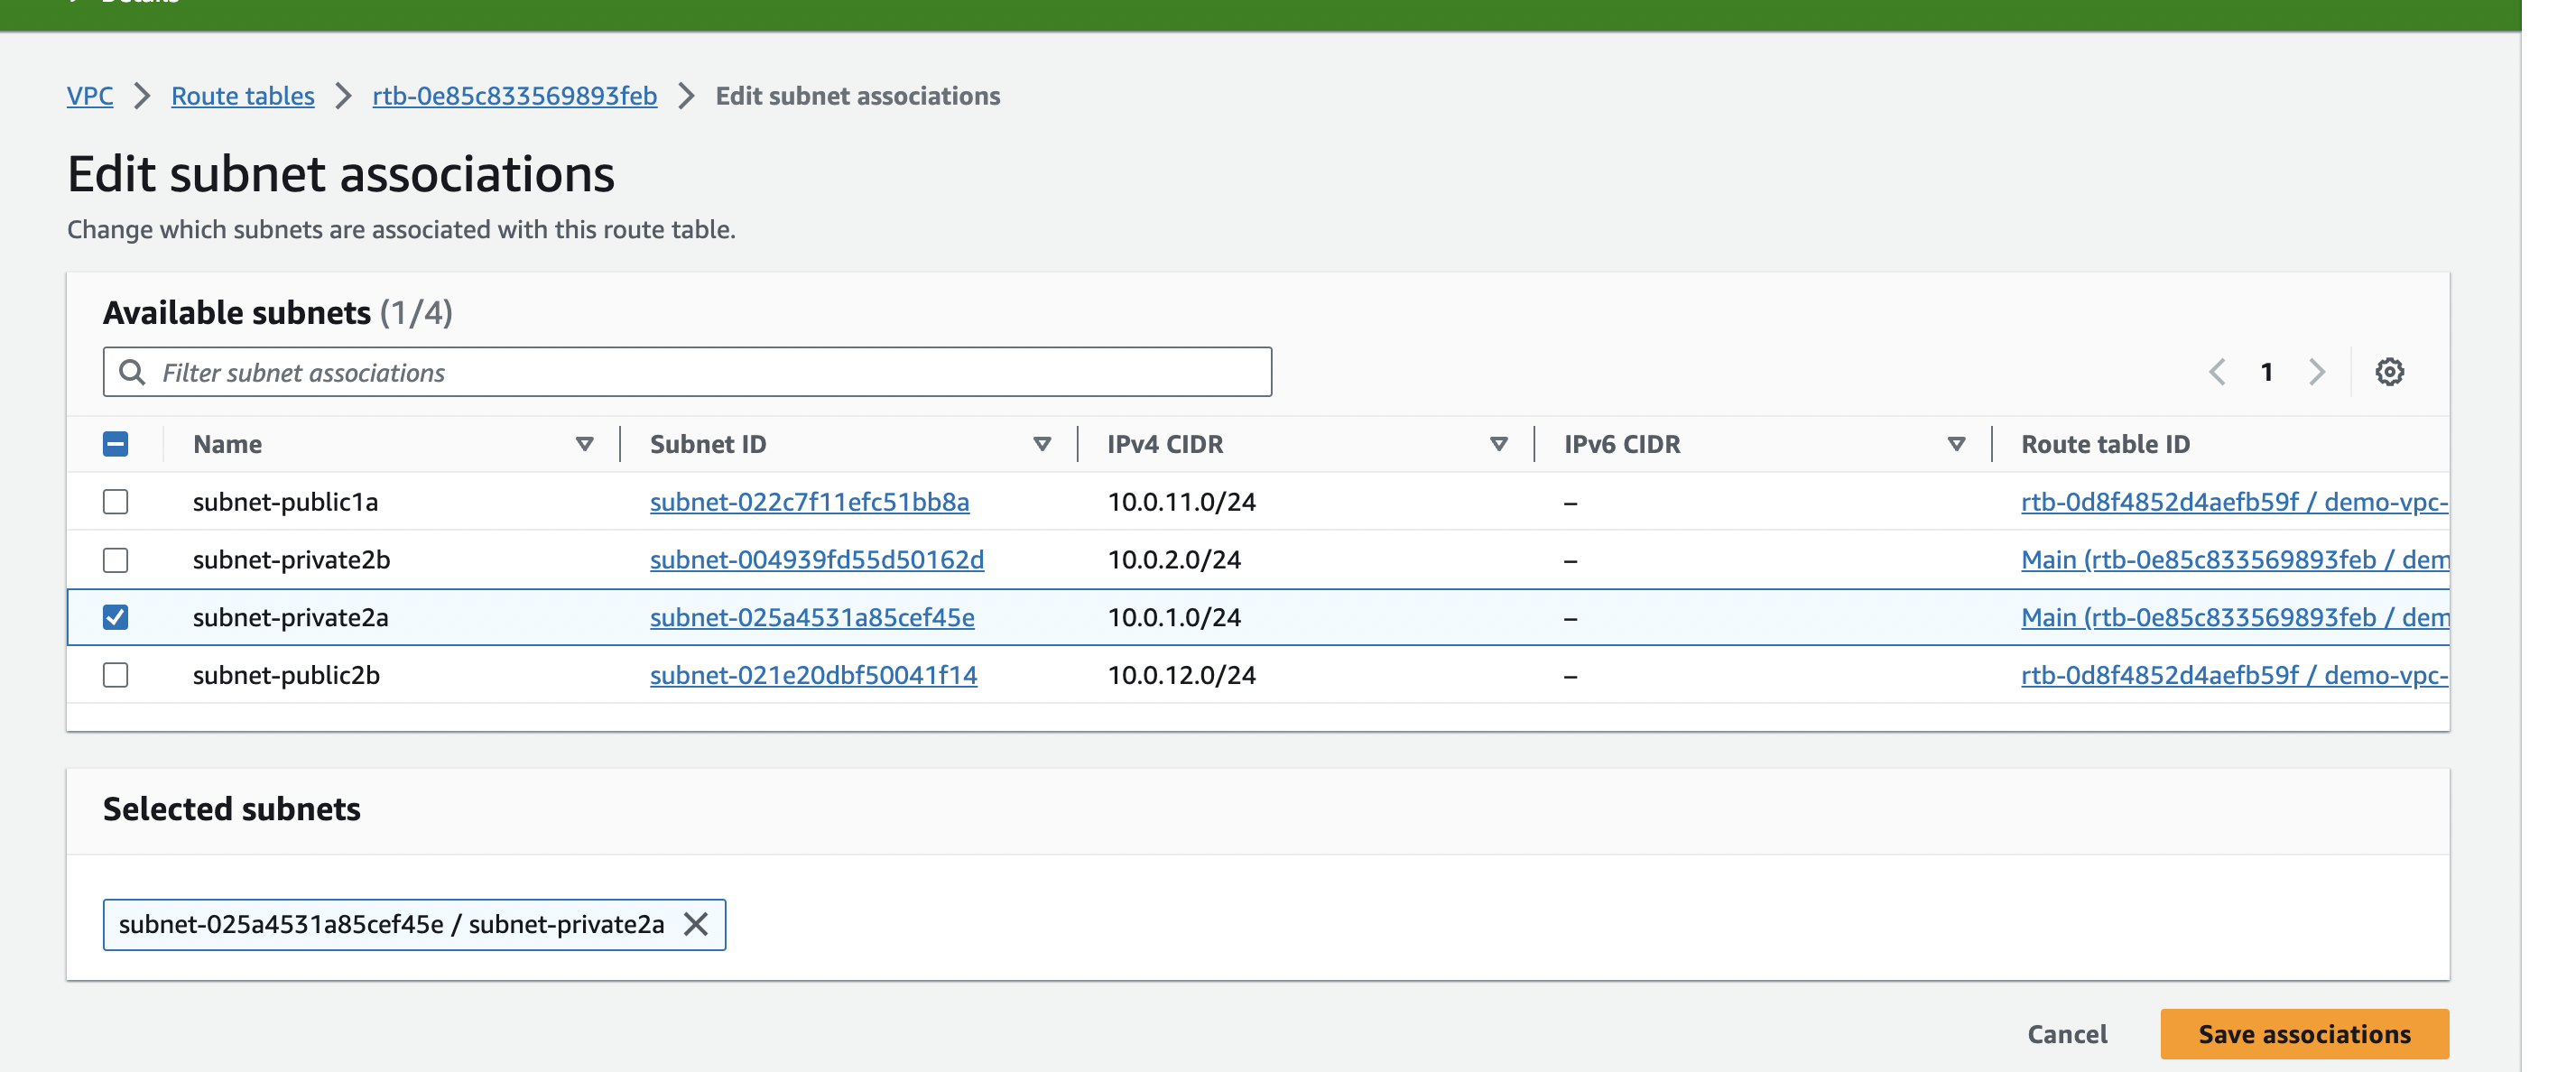 Details
VPC > Route tables > rtb-0e85c833569893feb > Edit subnet associations
Edit subnet associations
Change which subnets are associated with this route table.
Available subnets (1/4)
Filter subnet associations
1
Name Subnet ID IPv4 CIDR IPv6 CIDR Route table ID
subnet-public1a subnet-022c7f11efc51bb8a 10.0.11.0/24 – rtb-0d8f4852d4aefb59f / demo-vpc-
subnet-private2b subnet-004939fd55d50162d 10.0.2.0/24 – Main (rtb-0e85c833569893feb / dem
subnet-private2a subnet-025a4531a85cef45e 10.0.1.0/24 – Main (rtb-0e85c833569893feb / dem
subnet-public2b subnet-021e20dbf50041f14 10.0.12.0/24 – rtb-0d8f4852d4aefb59f / demo-vpc-
Selected subnets
subnet-025a4531a85cef45e / subnet-private2a
Cancel Save associations